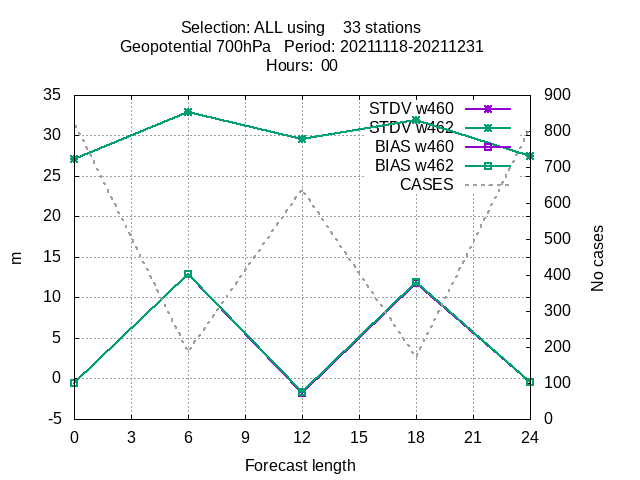 Selection: ALL using    33 stations
Geopotential 700hPa   Period: 20211118-20211231
Hours:  00
35 900
STDV w460
30 800
STDV w462
BIAS w460
25 700
BIAS w462
CASES
20 600
15 500
10 400
5 300
0 200
-5 100
0
m
No cases
0 3 6 9 12 15 18 21 24
Forecast length